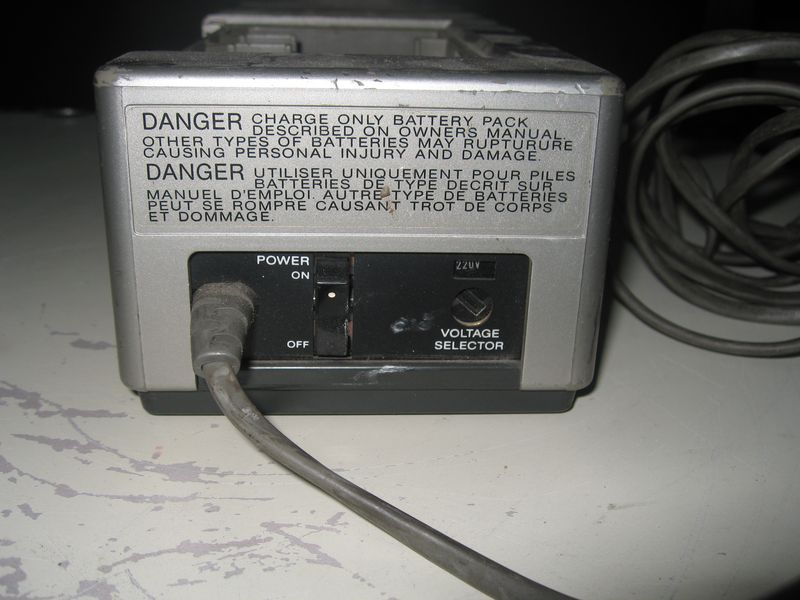 DANGER CHARGE ONLY BATTERY PACK
DESCRIBED ON OWNERS MANUAL.
OTHER TYPES OF BATTERIES MAY RUPTURURE
CAUSING PERSONAL INJURY AND DAMAGE.
DANGER UTILISER UNIQUEMENT POUR PILES
BATTERIES DE TYPE DECRIT SUR
MANUEL D'EMPLOI. AUTRE TYPE DE BATTERIES
PEUT SE ROMPRE CAUSANT TROT DE CORPS
ET DOMMAGE.
POWER
ON
OFF
220V
VOLTAGE
SELECTOR